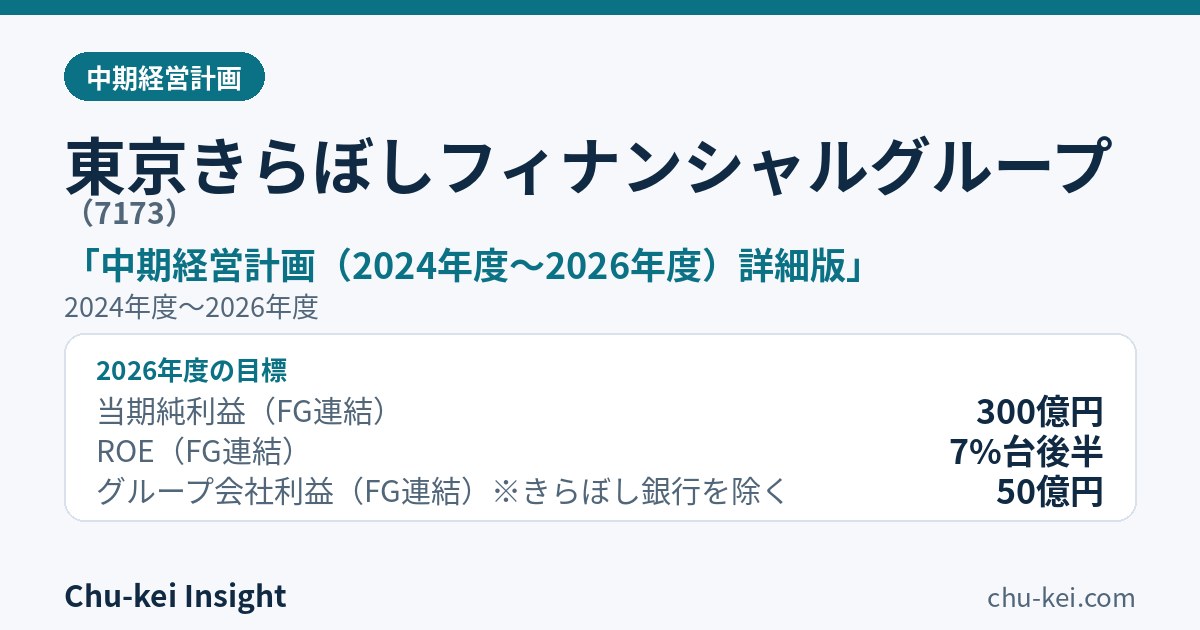 中期経営計画
東京きらぼしフィナンシャルグループ
（7173）
「中期経営計画（2024年度～2026年度）詳細版」
2024年度～2026年度
2026年度の目標
当期純利益（FG連結） 300億円
ROE（FG連結） 7%台後半
グループ会社利益（FG連結）※きらぼし銀行を除く 50億円
Chu-kei Insight chu-kei.com